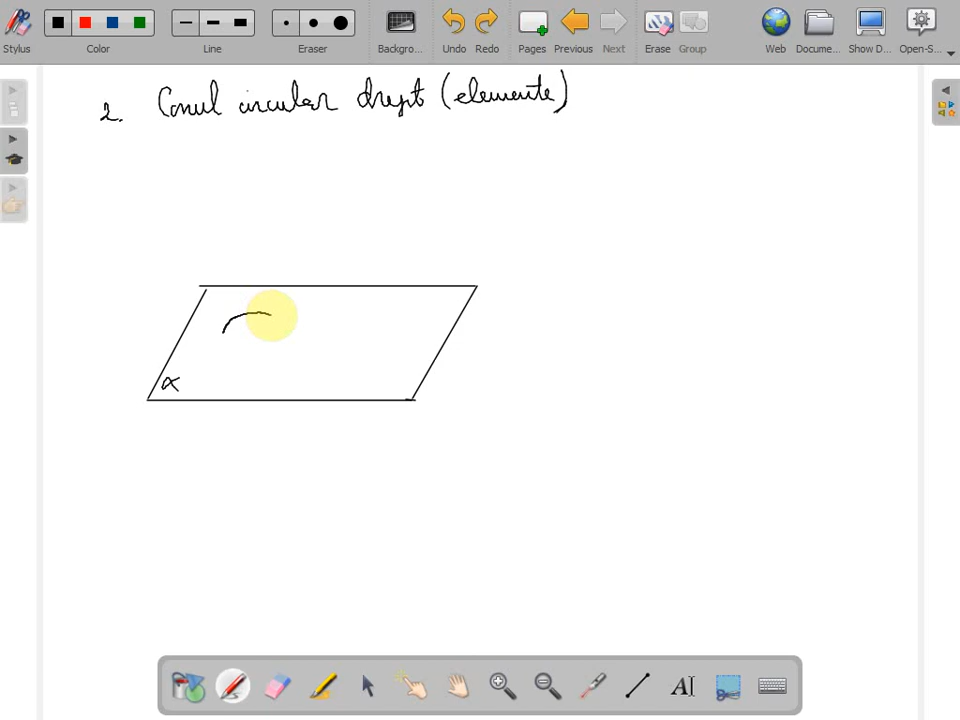 Stylus
Color
Line
Eraser
Backgro...
Undo
Redo
Pages
Previous
Next
Erase
Group
Web
Docume...
Show D...
Open-S...
2. Conul circular drept (elemente)
α